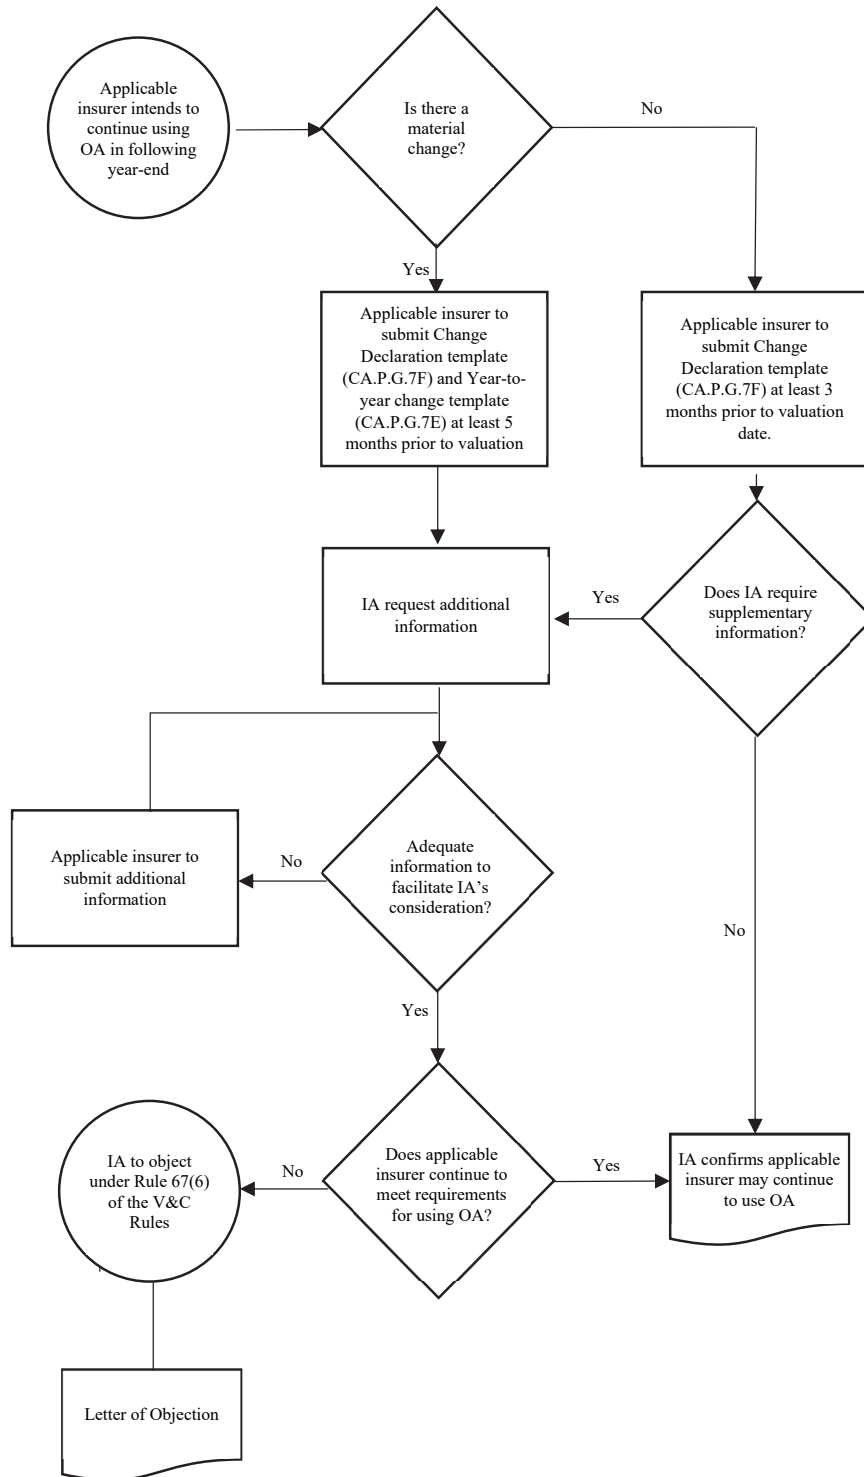 Applicable
insurer intends to
continue using
OA in following
year-end
Is there a
material
change?
No
Yes
Applicable insurer to
submit Change
Declaration template
(CA.P.G.7F) and Year-to-
year change template
(CA.P.G.7E) at least 5
months prior to valuation
Applicable insurer to
submit Change
Declaration template
(CA.P.G.7F) at least 3
months prior to valuation
date.
IA request additional
information
Yes
Does IA require
supplementary
information?
Applicable insurer to
submit additional
information
No
Adequate
information to
facilitate IA’s
consideration?
No
Yes
IA to object
under Rule 67(6)
of the V&C
Rules
No
Does applicable
insurer continue to
meet requirements
for using OA?
Yes
IA confirms applicable
insurer may continue
to use OA
Letter of Objection